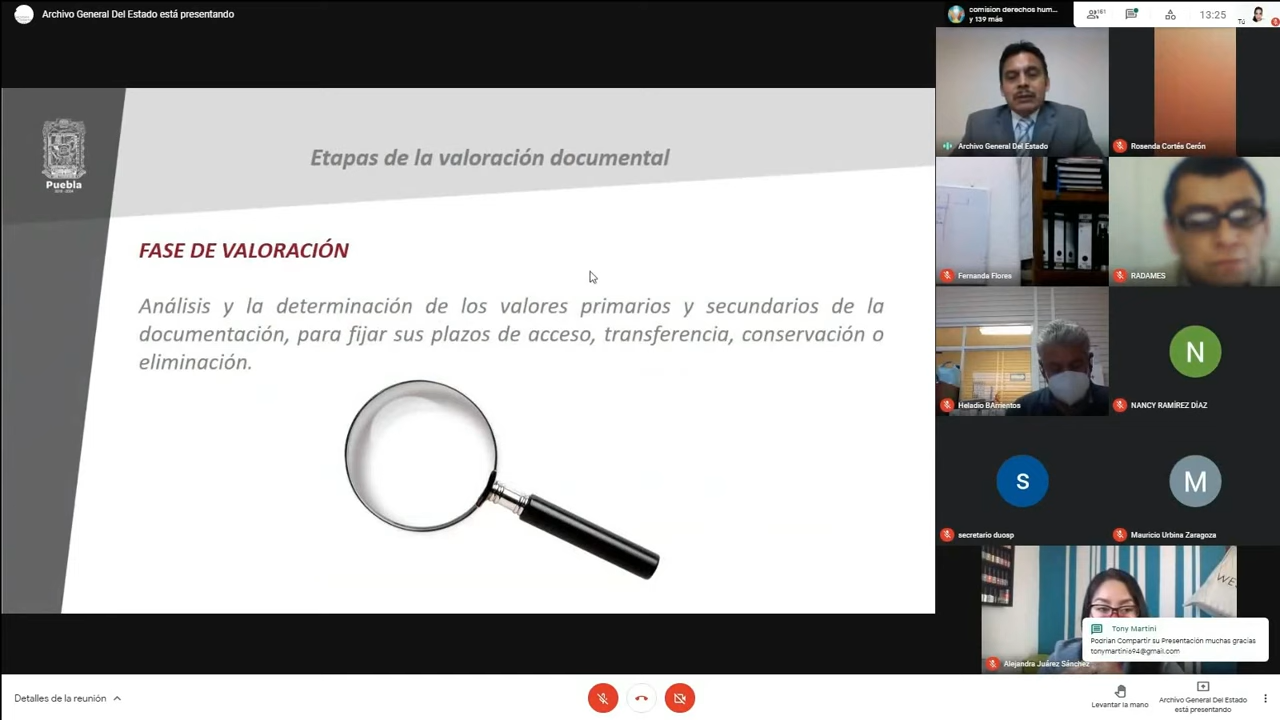 Archivo General Del Estado está presentando
comision derechos hum...
y 139 más
161
13:25
Tú
Etapas de la valoración documental
Puebla
FASE DE VALORACIÓN
Análisis y la determinación de los valores primarios y secundarios de la
documentación, para fijar sus plazos de acceso, transferencia, conservación o
eliminación.
Archivo General Del Estado
Rosenda Cortés Cerón
Fernanda Flores
RADAMES
Heladio BArrientos
N
NANCY RAMÍREZ DÍAZ
S
secretario duosp
M
Mauricio Urbina Zaragoza
WE
Alejandra Juárez Sánchez
Tony Martini
Podrían Compartir su Presentación muchas gracias
tonymartini694@gmail.com
Detalles de la reunión
Levantar la mano
Archivo General Del Estado
está presentando